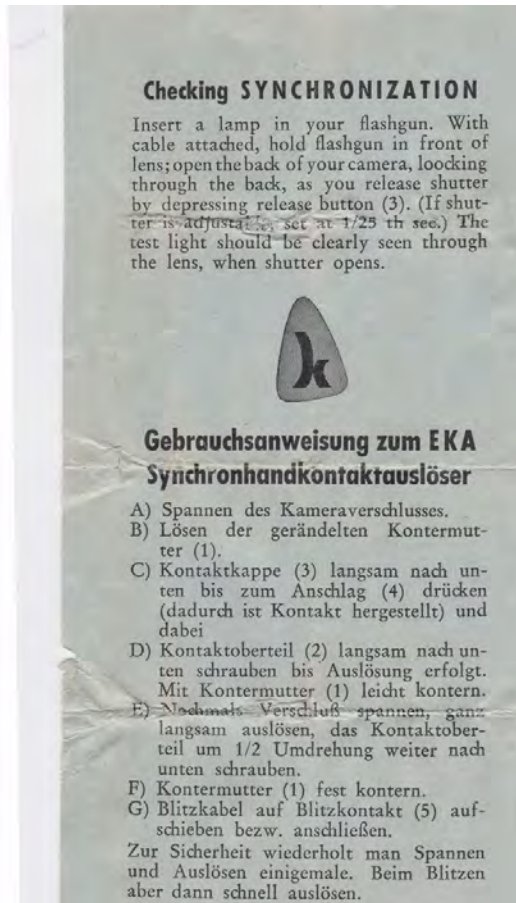 Checking SYNCHRONIZATION
Insert a lamp in your flashgun. With
cable attached, hold flashgun in front of
lens; open the back of your camera, loocking
through the back, as you release shutter
by depressing release button (3). (If shut-
ter is set at 1/25 th sec.) The
test light should be clearly seen through
the lens, when shutter opens.
k
Gebrauchsanweisung zum EKA
Synchronhandkontaktauslöser
A) Spannen des Kameraverschlusses.
B) Lösen der gerändelten Kontermut-
ter (1).
C) Kontaktkappe (3) langsam nach un-
ten bis zum Anschlag (4) drücken
(dadurch ist Kontakt hergestellt) und
dabei
D) Kontaktoberteil (2) langsam nach un-
ten schrauben bis Auslösung erfolgt.
Mit Kontermutter (1) leicht kontern.
E) Nochmals Verschluß spannen, ganz
langsam auslösen, das Kontaktober-
teil um 1/2 Umdrehung weiter nach
unten schrauben.
F) Kontermutter (1) fest kontern.
G) Blitzkabel auf Blitzkontakt (5) auf-
schieben bezw. anschließen.
Zur Sicherheit wiederholt man Spannen
und Auslösen einigemale. Beim Blitzen
aber dann schnell auslösen.